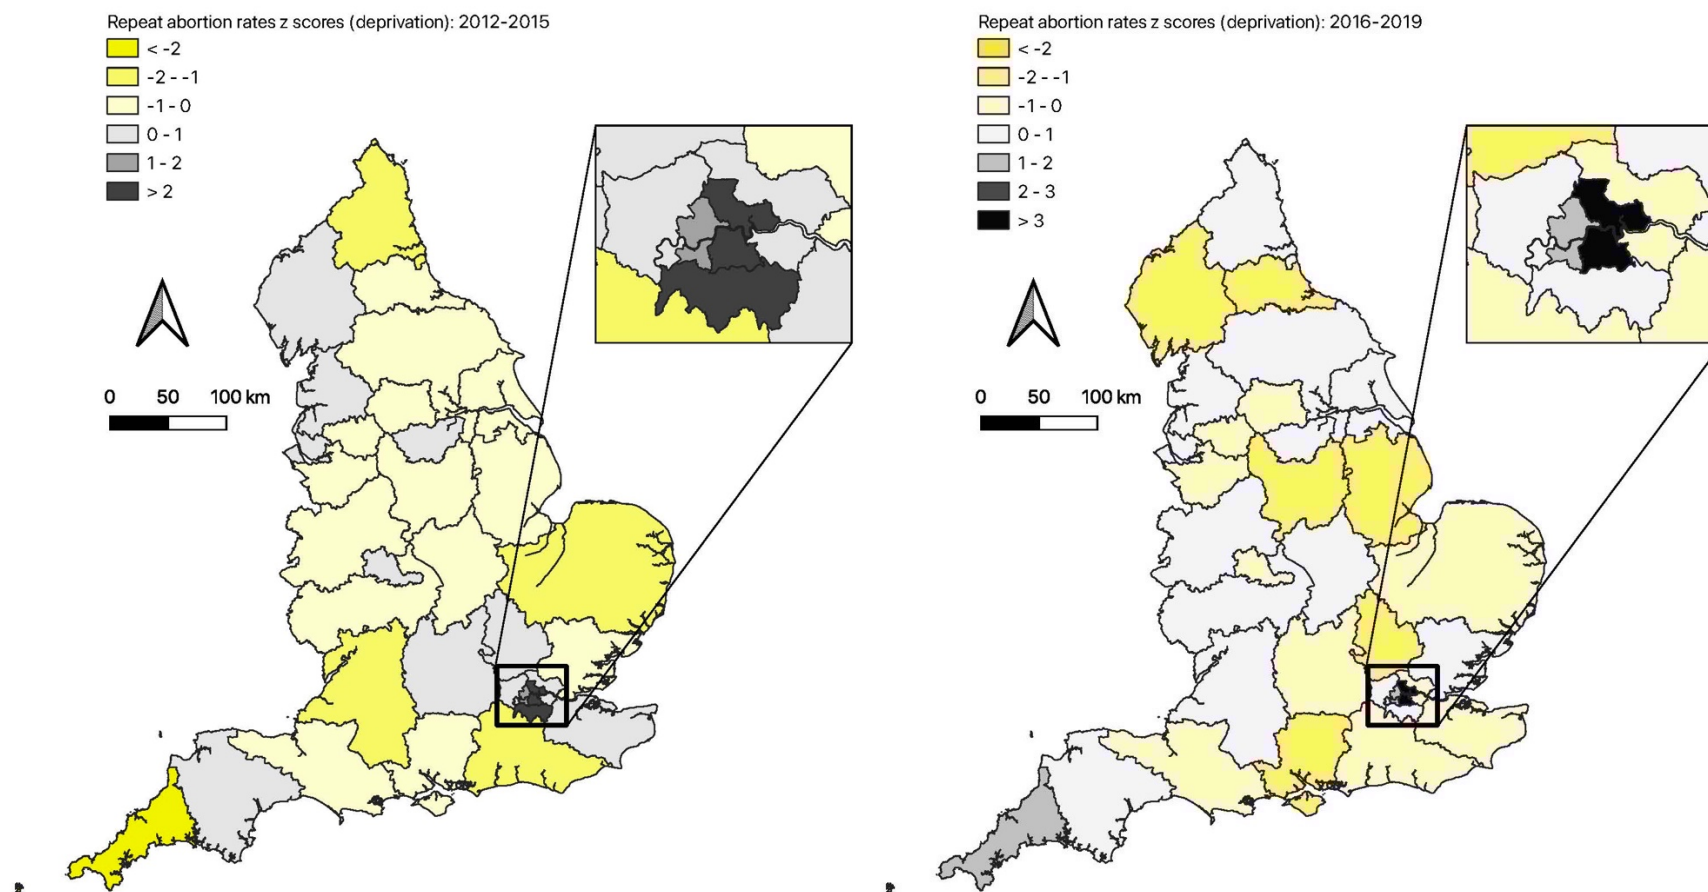 Repeat abortion rates z scores (deprivation): 2012-2015
< -2
-2 - -1
-1 - 0
0 - 1
1 - 2
> 2
0 50 100 km
Repeat abortion rates z scores (deprivation): 2016-2019
< -2
-2 - -1
-1 - 0
0 - 1
1 - 2
2 - 3
> 3
0 50 100 km